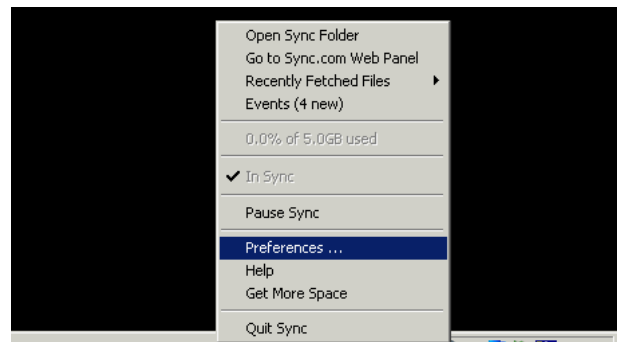 Open Sync Folder
Go to Sync.com Web Panel
Recently Fetched Files
Events (4 new)
0.0% of 5.0GB used
In Sync
Pause Sync
Preferences ...
Help
Get More Space
Quit Sync